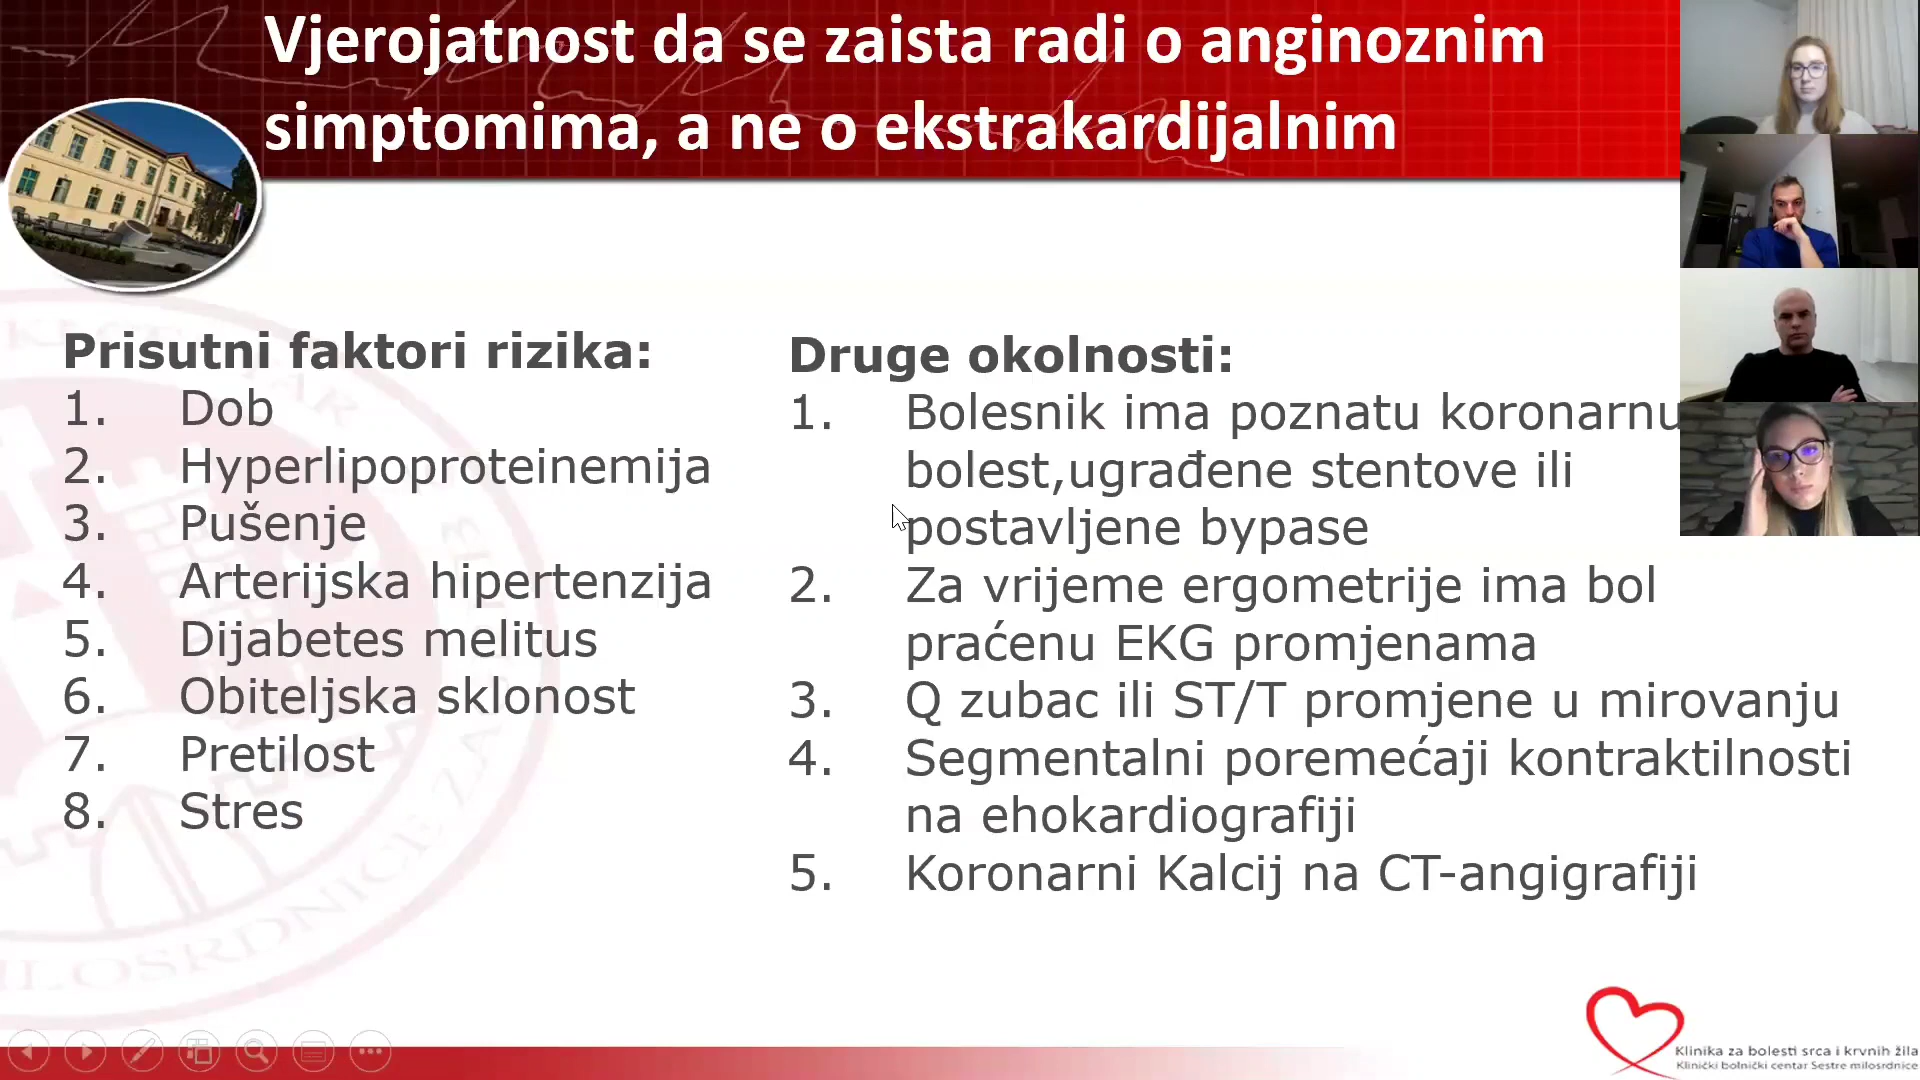 Vjerojatnost da se zaista radi o anginoznim
simptomima, a ne o ekstrakardijalnim
Prisutni faktori rizika:
1. Dob
2. Hyperlipoproteinemija
3. Pušenje
4. Arterijska hipertenzija
5. Dijabetes melitus
6. Obiteljska sklonost
7. Pretilost
8. Stres
Druge okolnosti:
1. Bolesnik ima poznatu koronarnu
bolest,ugrađene stentove ili
postavljene bypase
2. Za vrijeme ergometrije ima bol
praćenu EKG promjenama
3. Q zubac ili ST/T promjene u mirovanju
4. Segmentalni poremećaji kontraktilnosti
na ehokardiografiji
5. Koronarni Kalcij na CT-angigrafiji
Klinika za bolesti srca i krvnih žila
Klinički bolnički centar Sestre milosrdnice